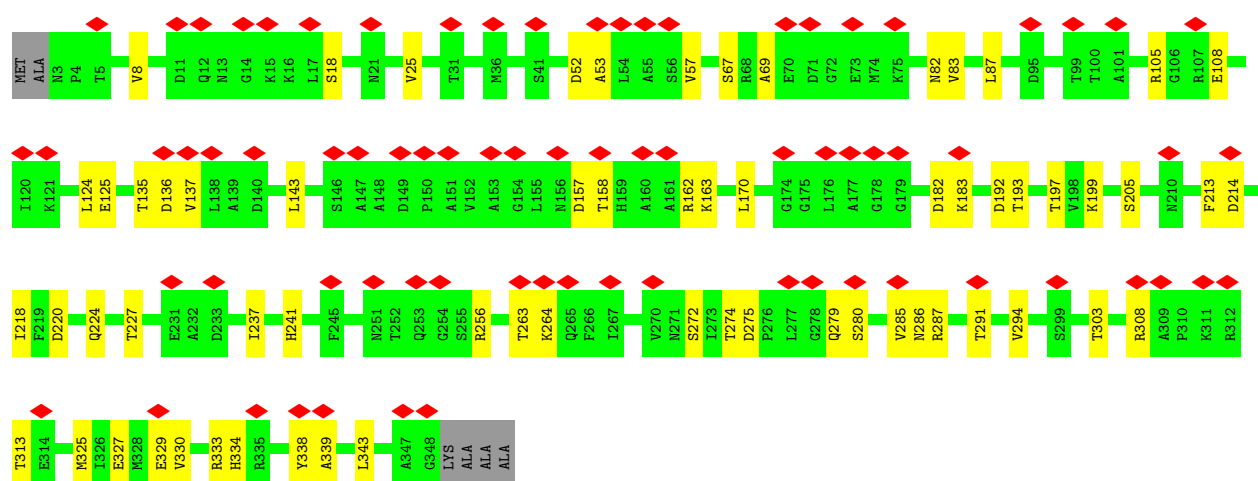 MET ALA N3 P4 T5 V8 D11 Q12 N13 G14 K15 K16 L17 S18 N21 V25 T31 M36 S41 D52 A53 L54 A55 S56 V57 S67 R68 A69 E70 D71 G72 E73 M74 K75 N82 V83 L87 D95 T99 T100 A101 R105 G106 R107 E108
I120 K121 L124 E125 T135 D136 V137 L138 A139 D140 L143 S146 A147 A148 D149 P150 A151 V152 A153 G154 L155 N156 D157 T158 H159 A160 A161 R162 K163 L170 G174 G175 L176 A177 G178 G179 D182 K183 D192 T193 T197 V198 K199 S205 N210 F213 D214
I218 F219 D220 Q224 T227 E231 A232 D233 I237 H241 F245 N251 T252 Q253 G254 S255 R256 T263 K264 Q265 F266 I267 V270 N271 S272 I273 T274 D275 P276 L277 G278 Q279 S280 V285 N286 R287 T291 V294 S299 T303 R308 A309 P310 K311 R312
T313 E314 M325 I326 E327 M328 E329 V330 R333 H334 R335 Y338 A339 L343 A347 G348 LYS ALA ALA ALA